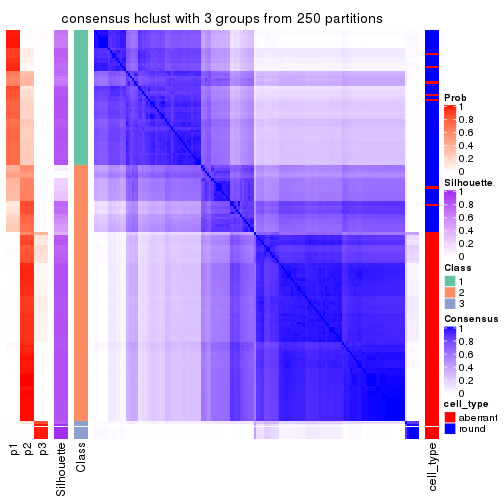 consensus hclust with 3 groups from 250 partitions
Prob
1
0.8
0.6
0.4
0.2
0
Silhouette
1
0.8
0.6
0.4
0.2
0
Class
1
2
3
Consensus
1
0.8
0.6
0.4
0.2
0
cell_type
aberrant
round
p1
p2
p3
Silhouette
Class
cell_type